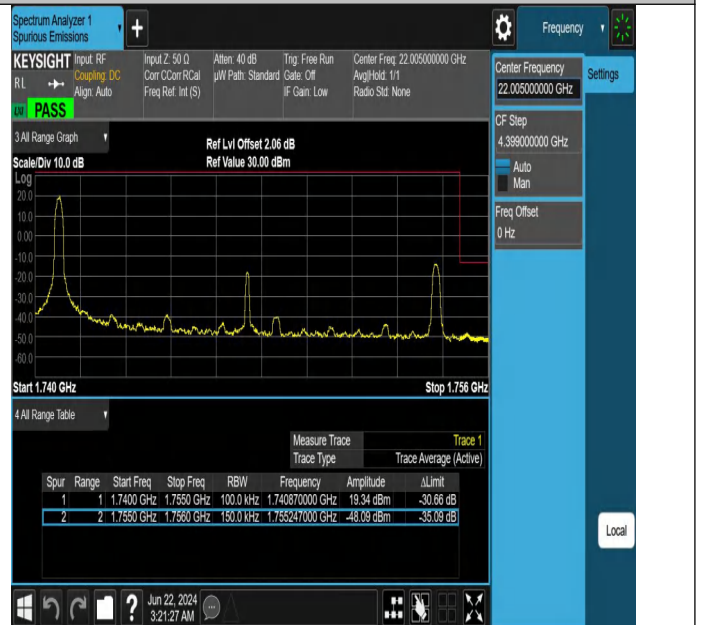 Spectrum Analyzer 1
Spurious Emissions
Frequency
KEYSIGHT Input: RF Input Z: 50 Ω Atten: 40 dB Trig: Free Run Center Freq: 22.005000000 GHz
RL Coupling: DC Corr CCorr RCal µW Path: Standard Gate: Off Avg|Hold: 1/1
Align: Auto Freq Ref: Int (S) IF Gain: Low Radio Std: None
PASS
Center Frequency
22.005000000 GHz
Settings
CF Step
4.399000000 GHz
Auto
Man
Freq Offset
0 Hz
3 All Range Graph
Ref Lvl Offset 2.06 dB
Scale/Div 10.0 dB Ref Value 30.00 dBm
Log
20.0
10.0
0.00
-10.0
-20.0
-30.0
-40.0
-50.0
-60.0
Start 1.740 GHz Stop 1.756 GHz
4 All Range Table
Measure Trace Trace 1
Trace Type Trace Average (Active)
Spur Range Start Freq Stop Freq RBW Frequency Amplitude ΔLimit
1 1 1.7400 GHz 1.7550 GHz 100.0 kHz 1.740870000 GHz 19.34 dBm -30.66 dB
2 2 1.7550 GHz 1.7560 GHz 150.0 kHz 1.755247000 GHz -48.09 dBm -35.09 dB
Local
Jun 22, 2024
3:21:27 AM